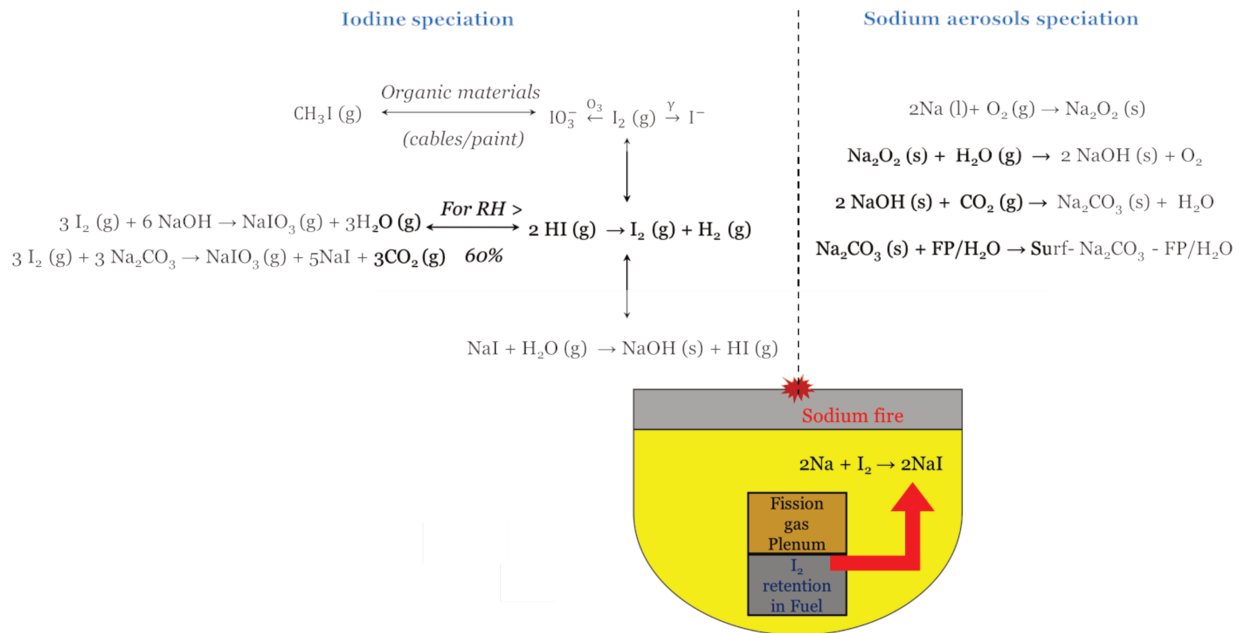 Iodine speciation
Sodium aerosols speciation
Organic materials
CH₃I (g)
(cables/paint)
IO₃⁻ ←O₃ I₂ (g) →γ I⁻
3 I₂ (g) + 6 NaOH → NaIO₃ (g) + 3H₂O (g)
3 I₂ (g) + 3 Na₂CO₃ → NaIO₃ (g) + 5NaI + 3CO₂ (g)
For RH >
60%
2 HI (g) → I₂ (g) + H₂ (g)
NaI + H₂O (g) → NaOH (s) + HI (g)
2Na (l)+ O₂ (g) → Na₂O₂ (s)
Na₂O₂ (s) + H₂O (g) → 2 NaOH (s) + O₂
2 NaOH (s) + CO₂ (g) → Na₂CO₃ (s) + H₂O
Na₂CO₃ (s) + FP/H₂O → Surf- Na₂CO₃ - FP/H₂O
Sodium fire
2Na + I₂ → 2NaI
Fission
gas
Plenum
I₂
retention
in Fuel